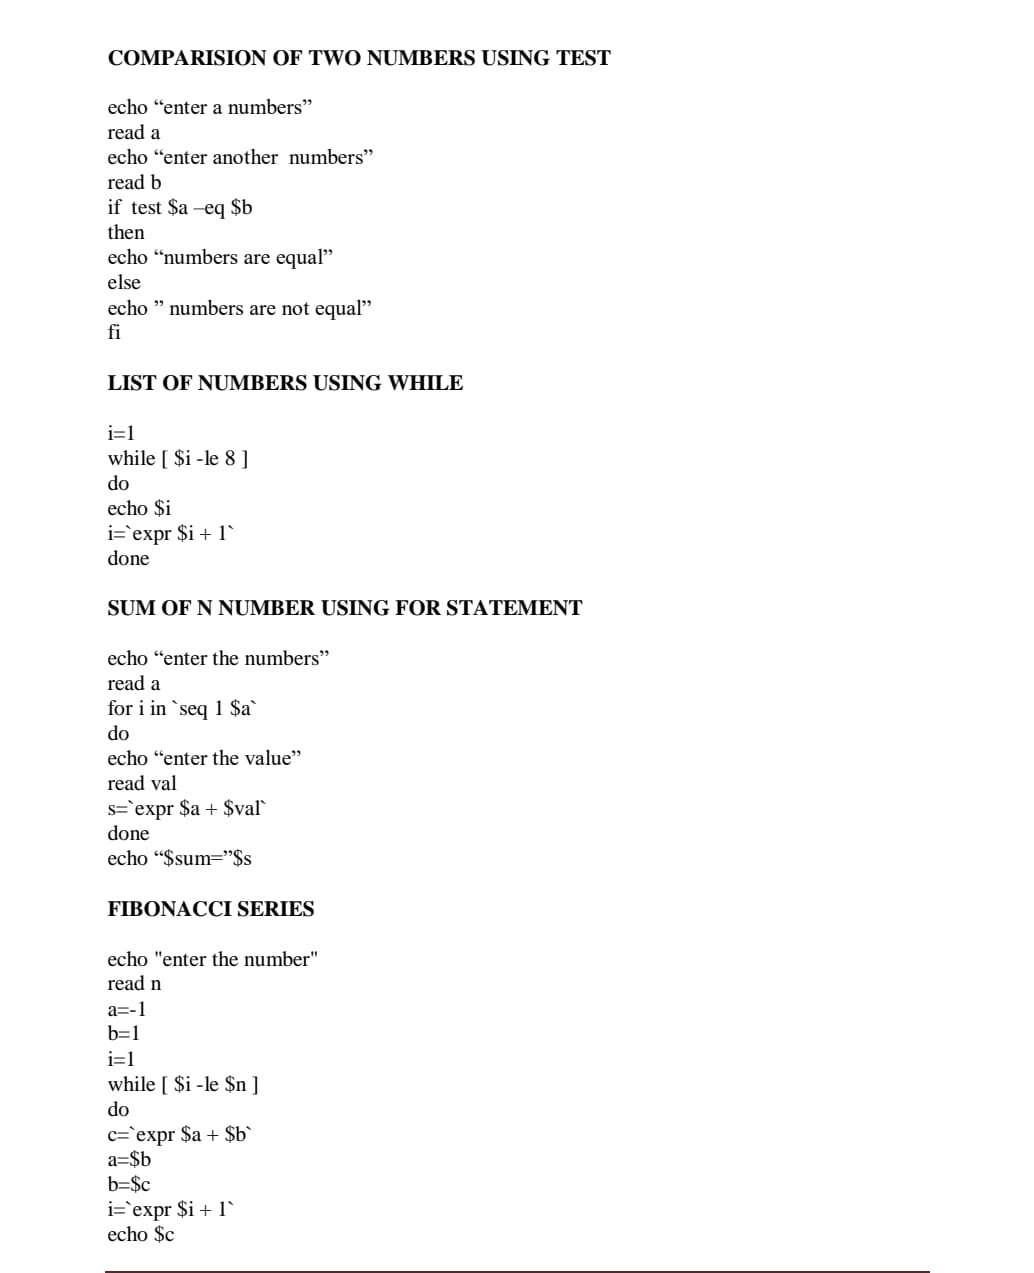 COMPARISION OF TWO NUMBERS USING TEST
echo “enter a numbers”
read a
echo “enter another  numbers”
read b
if  test $a –eq $b
then
echo “numbers are equal”
else
echo ” numbers are not equal”
fi
LIST OF NUMBERS USING WHILE
i=1
while [ $i -le 8 ]
do
echo $i
i=`expr $i + 1`
done
SUM OF N NUMBER USING FOR STATEMENT
echo “enter the numbers”
read a
for i in `seq 1 $a`
do
echo “enter the value”
read val
s=`expr $a + $val`
done
echo “$sum=”$s
FIBONACCI SERIES
echo "enter the number"
read n
a=-1
b=1
i=1
while [ $i -le $n ]
do
c=`expr $a + $b`
a=$b
b=$c
i=`expr $i + 1`
echo $c